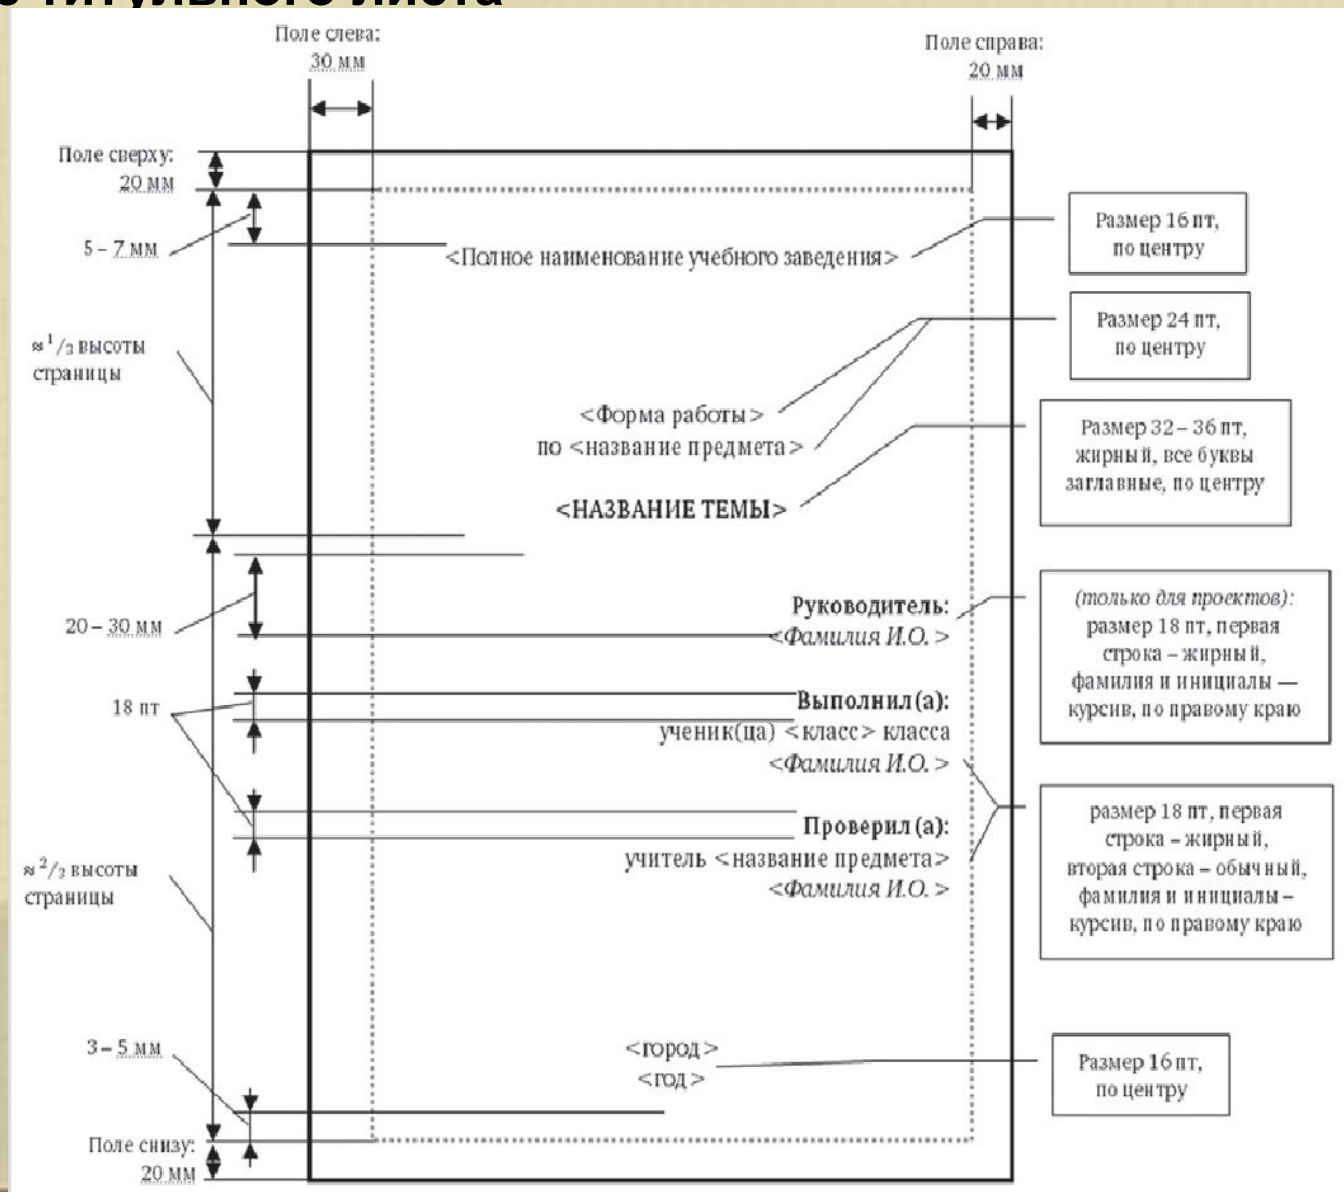 титульного листа
Поле слева:
30 мм
Поле справа:
20 мм
Поле сверху:
20 мм
5 – 7 мм
<Полное наименование учебного заведения>
Размер 16 пт,
по центру
Размер 24 пт,
по центру
≈ 1/3 высоты
страницы
<Форма работы>
по <название предмета>
Размер 32 – 36 пт,
жирный, все буквы
заглавные, по центру
<НАЗВАНИЕ ТЕМЫ>
20 – 30 мм
Руководитель:
<Фамилия И.О. >
(только для проектов):
размер 18 пт, первая
строка – жирный,
фамилия и инициалы —
курсив, по правому краю
18 пт
Выполнил (а):
ученик(ца) <класс> класса
<Фамилия И.О. >
Проверил (а):
учитель <название предмета>
<Фамилия И.О. >
размер 18 пт, первая
строка – жирный,
вторая строка – обычный,
фамилия и инициалы –
курсив, по правому краю
≈ 2/3 высоты
страницы
3 – 5 мм
<город>
<год>
Размер 16 пт,
по центру
Поле снизу:
20 мм